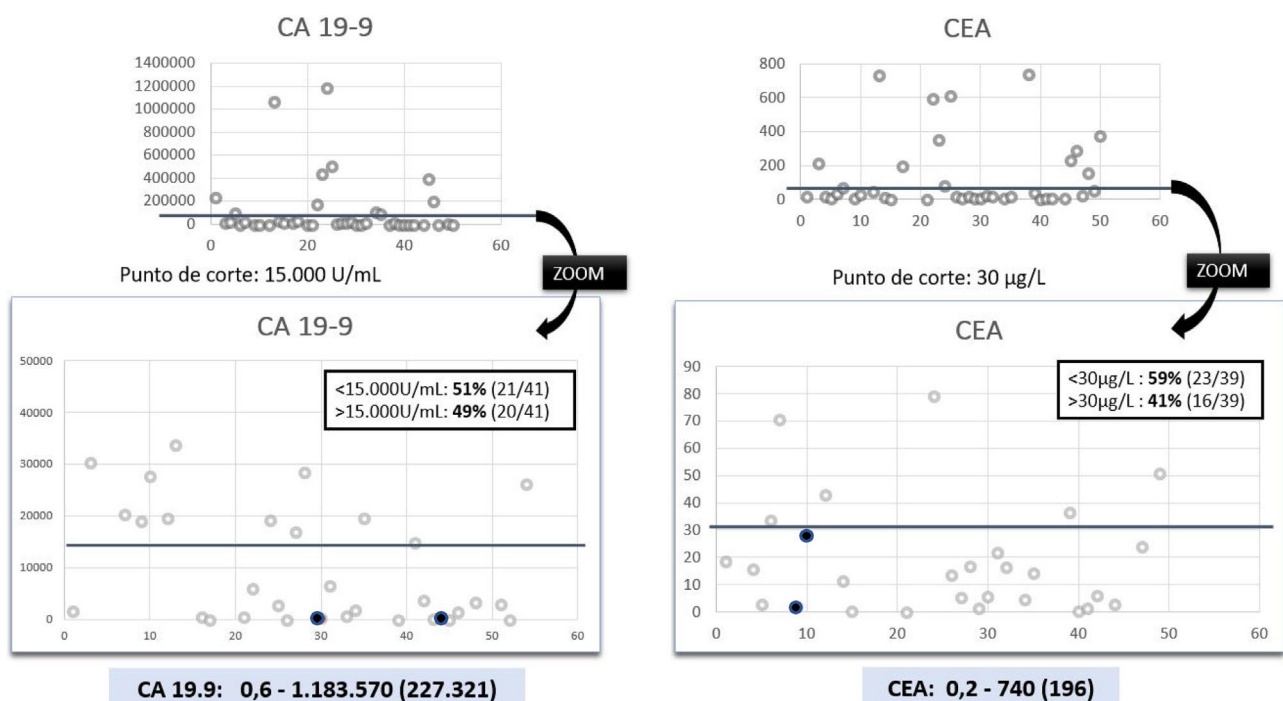 CA 19-9
1400000
1200000
1000000
800000
600000
400000
200000
0
0 20 40 60
Punto de corte: 15.000 U/mL
ZOOM
CEA
800
600
400
200
0
0 10 20 30 40 50 60
Punto de corte: 30 µg/L
ZOOM
CA 19-9
50000
40000
30000
20000
10000
0
0 10 20 30 40 50 60
<15.000U/mL: 51% (21/41)
>15.000U/mL: 49% (20/41)
CA 19.9: 0,6 - 1.183.570 (227.321)
CEA
90
80
70
60
50
40
30
20
10
0
0 10 20 30 40 50 60
<30µg/L : 59% (23/39)
>30µg/L : 41% (16/39)
CEA: 0,2 - 740 (196)